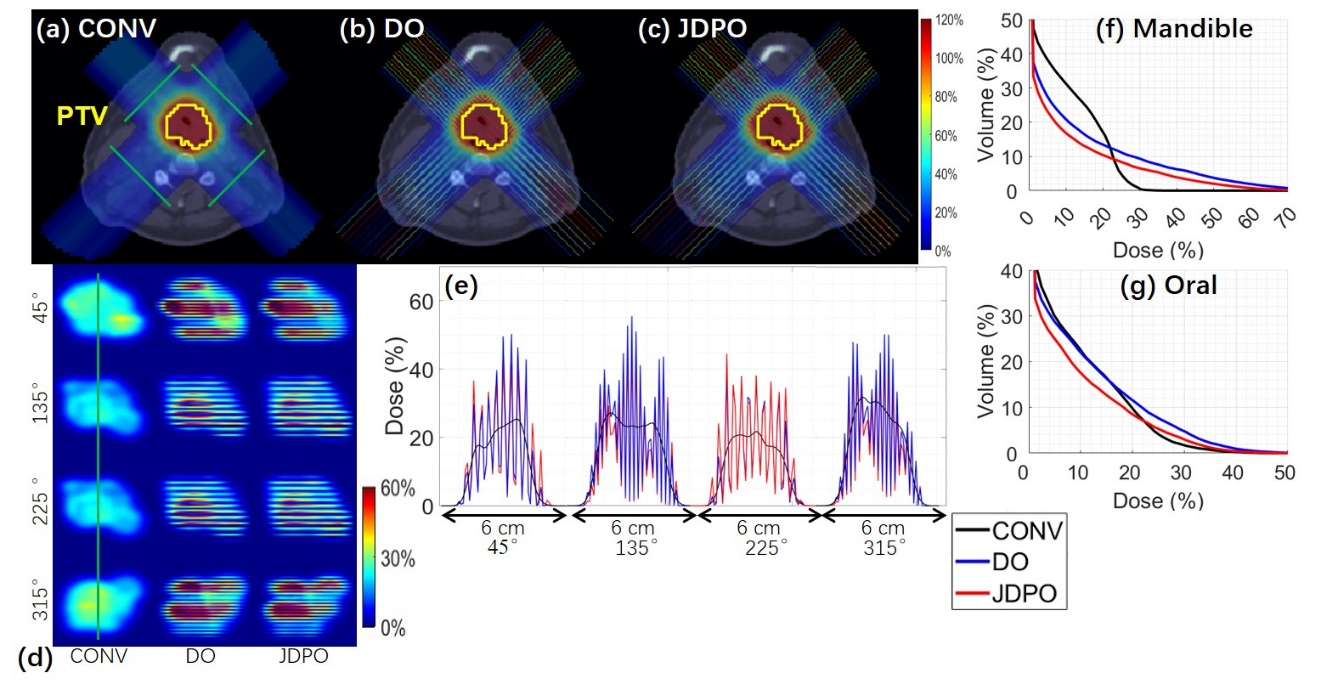 (a) CONV
(b) DO
(c) JDPO
PTV
120%
100%
80%
60%
40%
20%
0%
(f) Mandible
Volume (%)
50
40
30
20
10
0
0 10 20 30 40 50 60 70
Dose (%)
(g) Oral
Volume (%)
40
30
20
10
0
0 10 20 30 40 50
Dose (%)
45°
135°
225°
315°
(d) CONV DO JDPO
60%
30%
0%
(e)
Dose (%)
60
40
20
0
6 cm 6 cm 6 cm 6 cm
45° 135° 225° 315°
CONV
DO
JDPO